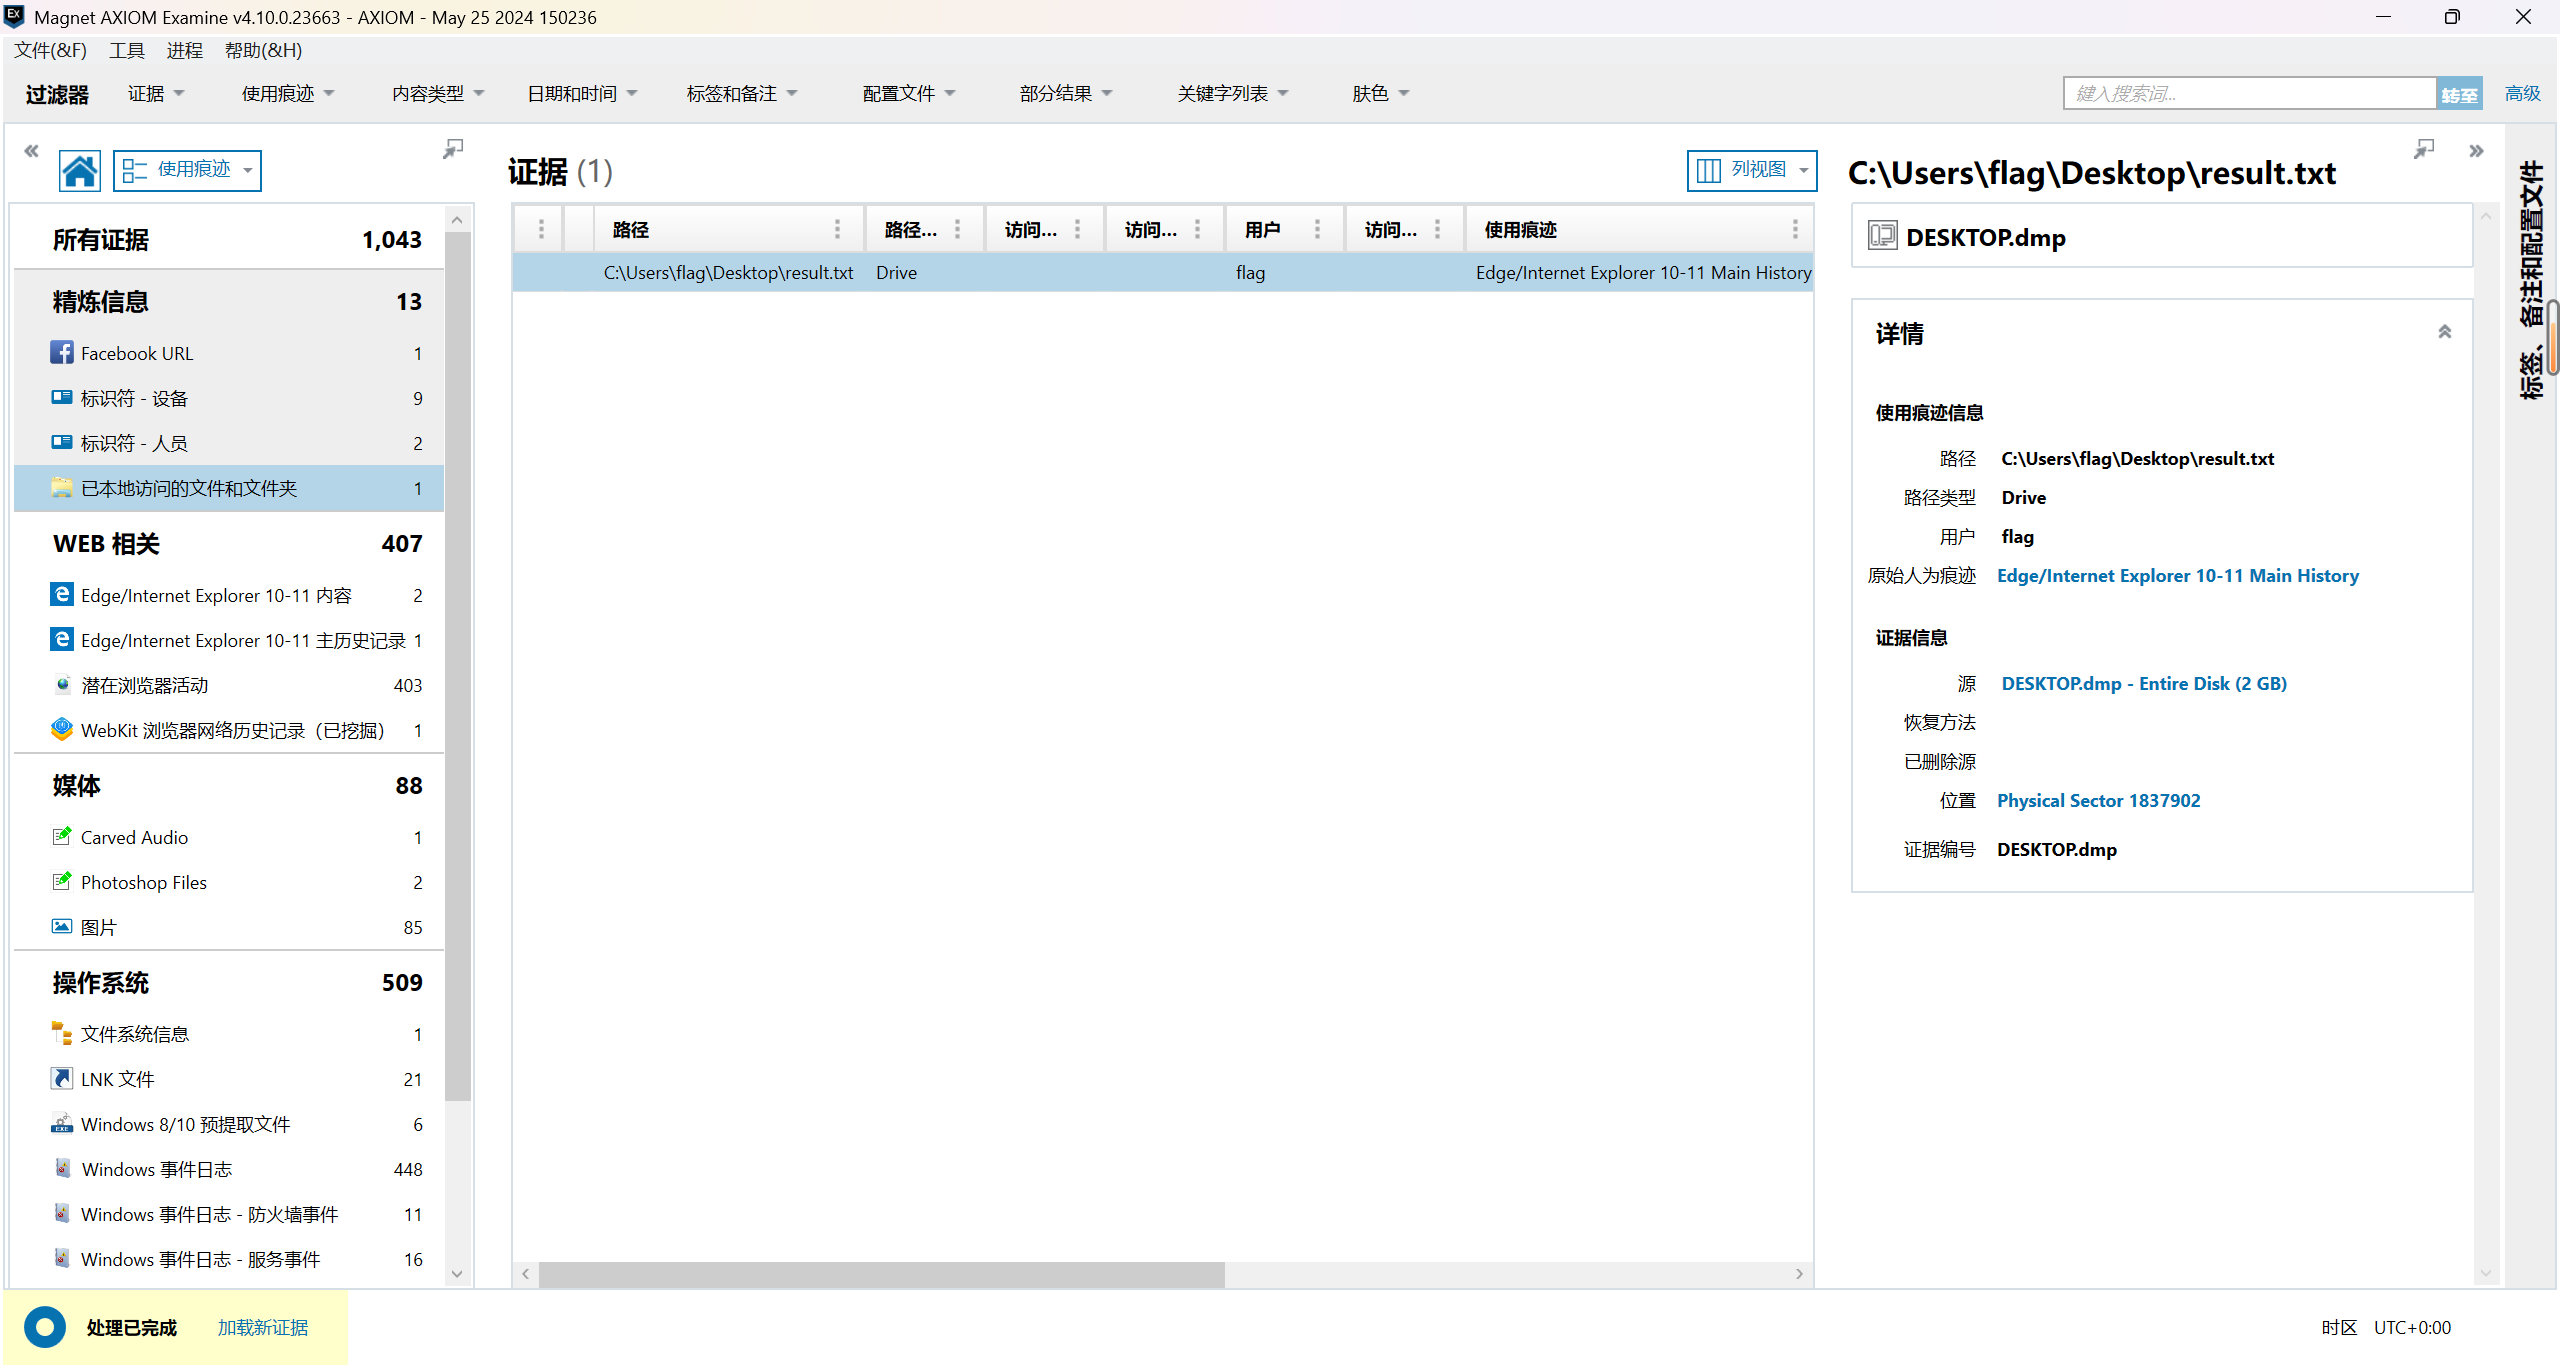 Magnet AXIOM Examine v4.10.0.23663 - AXIOM - May 25 2024 150236
文件(&F) 工具 进程 帮助(&H)
过滤器 证据 使用痕迹 内容类型 日期和时间 标签和备注 配置文件 部分结果 关键字列表 肤色 键入搜索词... 转至 高级
使用痕迹
所有证据 1,043
精炼信息 13
Facebook URL 1
标识符 - 设备 9
标识符 - 人员 2
已本地访问的文件和文件夹 1
WEB 相关 407
Edge/Internet Explorer 10-11 内容 2
Edge/Internet Explorer 10-11 主历史记录 1
潜在浏览器活动 403
WebKit 浏览器网络历史记录（已挖掘） 1
媒体 88
Carved Audio 1
Photoshop Files 2
图片 85
操作系统 509
文件系统信息 1
LNK 文件 21
Windows 8/10 预提取文件 6
Windows 事件日志 448
Windows 事件日志 - 防火墙事件 11
Windows 事件日志 - 服务事件 16
证据 (1) 列视图
路径 路径... 访问... 访问... 用户 访问... 使用痕迹
C:\Users\flag\Desktop\result.txt Drive flag Edge/Internet Explorer 10-11 Main History
C:\Users\flag\Desktop\result.txt
DESKTOP.dmp
详情
使用痕迹信息
路径 C:\Users\flag\Desktop\result.txt
路径类型 Drive
用户 flag
原始人为痕迹 Edge/Internet Explorer 10-11 Main History
证据信息
源 DESKTOP.dmp - Entire Disk (2 GB)
恢复方法
已删除源
位置 Physical Sector 1837902
证据编号 DESKTOP.dmp
标签、备注和配置文件
处理已完成 加载新证据
时区 UTC+0:00